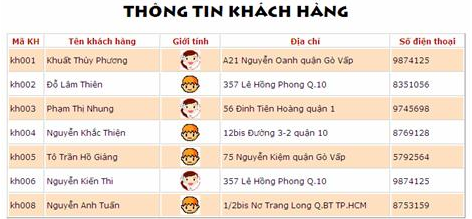 THÔNG TIN KHÁCH HÀNG
Mã KH Tên khách hàng Giới tính Địa chỉ Số điện thoại
kh001 Khuất Thùy Phương A21 Nguyễn Oanh quận Gò Vấp 9874125
kh002 Đỗ Lâm Thiên 357 Lê Hồng Phong Q.10 8351056
kh003 Phạm Thị Nhung 56 Đinh Tiên Hoàng quận 1 9745698
kh004 Nguyễn Khắc Thiện 12bis Đường 3-2 quận 10 8769128
kh005 Tô Trần Hồ Giảng 75 Nguyễn Kiệm quận Gò Vấp 5792564
kh006 Nguyễn Kiến Thi 357 Lê Hồng Phong Q.10 9874125
kh008 Nguyễn Anh Tuấn 1/2bis Nơ Trang Long Q.BT TP.HCM 8753159